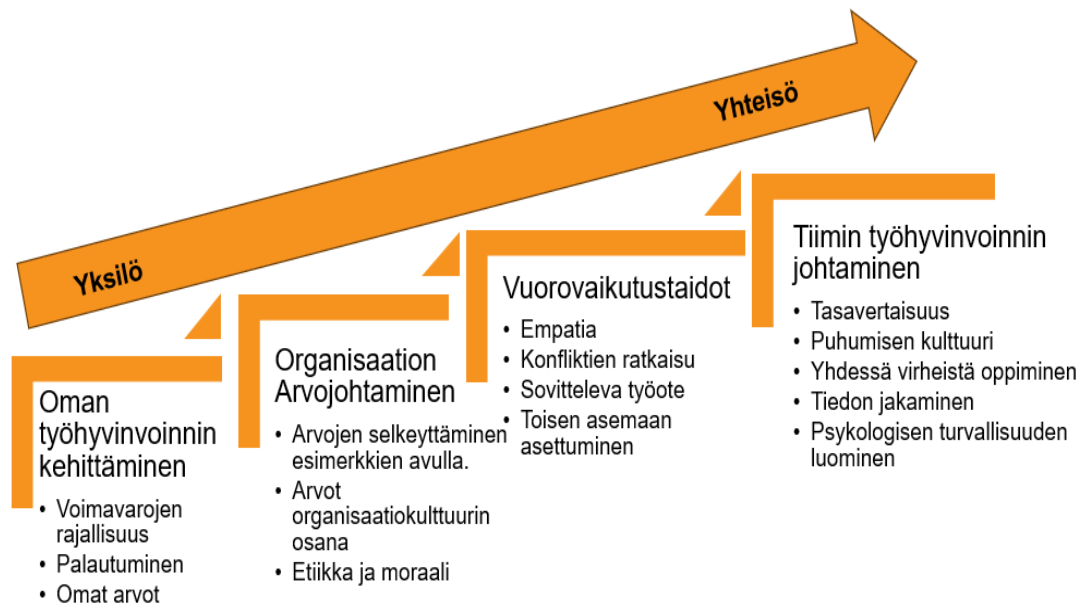 Yhteisö
Yksilö
Oman
työhyvinvoinnin
kehittäminen
• Voimavarojen
rajallisuus
• Palautuminen
• Omat arvot
Organisaation
Arvojohtaminen
• Arvojen selkeyttäminen
esimerkkien avulla.
• Arvot
organisaatiokulttuurin
osana
• Etiikka ja moraali
Vuorovaikutustaidot
• Empatia
• Konfliktien ratkaisu
• Sovitteleva työote
• Toisen asemaan
asettuminen
Tiimin työhyvinvoinnin
johtaminen
• Tasavertaisuus
• Puhumisen kulttuuri
• Yhdessä virheistä oppiminen
• Tiedon jakaminen
• Psykologisen turvallisuuden
luominen